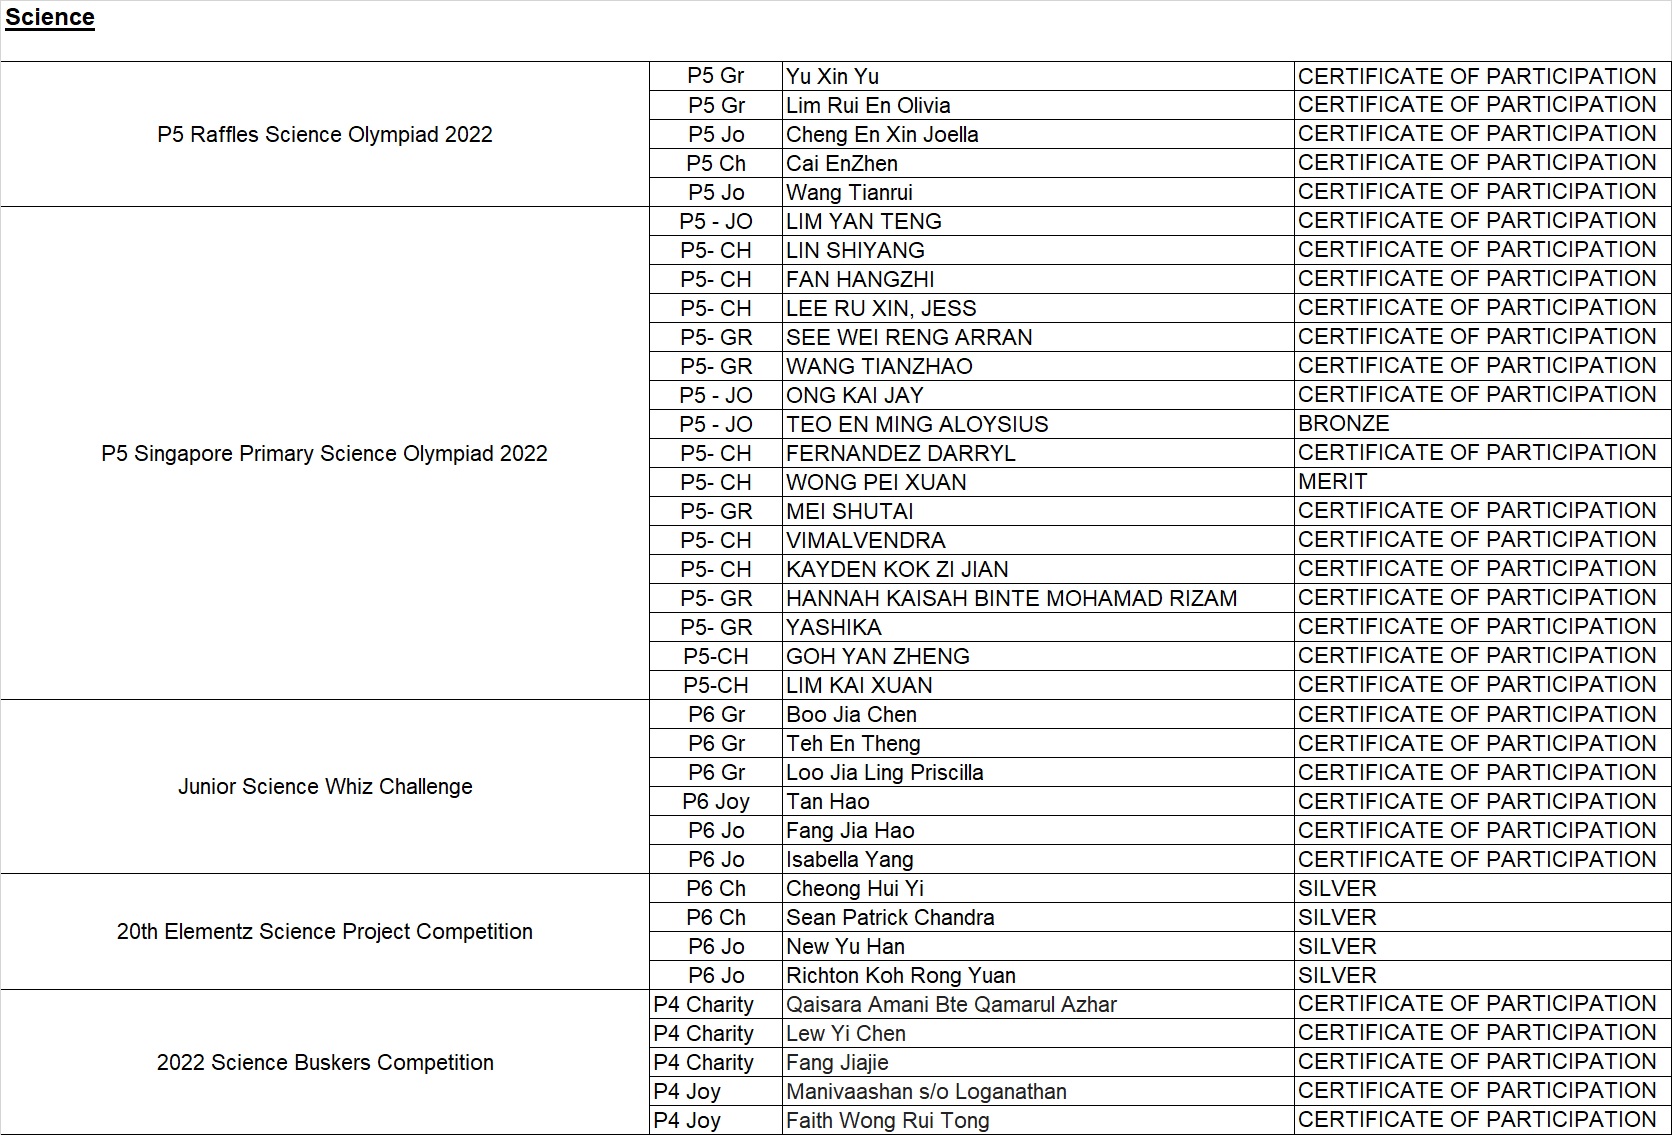 Science
P5 Raffles Science Olympiad 2022
P5 Gr Yu Xin Yu CERTIFICATE OF PARTICIPATION
P5 Gr Lim Rui En Olivia CERTIFICATE OF PARTICIPATION
P5 Jo Cheng En Xin Joella CERTIFICATE OF PARTICIPATION
P5 Ch Cai EnZhen CERTIFICATE OF PARTICIPATION
P5 Jo Wang Tianrui CERTIFICATE OF PARTICIPATION
P5 Singapore Primary Science Olympiad 2022
P5 - JO LIM YAN TENG CERTIFICATE OF PARTICIPATION
P5- CH LIN SHIYANG CERTIFICATE OF PARTICIPATION
P5- CH FAN HANGZHI CERTIFICATE OF PARTICIPATION
P5- CH LEE RU XIN, JESS CERTIFICATE OF PARTICIPATION
P5- GR SEE WEI RENG ARRAN CERTIFICATE OF PARTICIPATION
P5- GR WANG TIANZHAO CERTIFICATE OF PARTICIPATION
P5 - JO ONG KAI JAY CERTIFICATE OF PARTICIPATION
P5 - JO TEO EN MING ALOYSIUS BRONZE
P5- CH FERNANDEZ DARRYL CERTIFICATE OF PARTICIPATION
P5- CH WONG PEI XUAN MERIT
P5- GR MEI SHUTAI CERTIFICATE OF PARTICIPATION
P5- CH VIMALVENDRA CERTIFICATE OF PARTICIPATION
P5- CH KAYDEN KOK ZI JIAN CERTIFICATE OF PARTICIPATION
P5- GR HANNAH KAISAH BINTE MOHAMAD RIZAM CERTIFICATE OF PARTICIPATION
P5- GR YASHIKA CERTIFICATE OF PARTICIPATION
P5-CH GOH YAN ZHENG CERTIFICATE OF PARTICIPATION
P5-CH LIM KAI XUAN CERTIFICATE OF PARTICIPATION
Junior Science Whiz Challenge
P6 Gr Boo Jia Chen CERTIFICATE OF PARTICIPATION
P6 Gr Teh En Theng CERTIFICATE OF PARTICIPATION
P6 Gr Loo Jia Ling Priscilla CERTIFICATE OF PARTICIPATION
P6 Joy Tan Hao CERTIFICATE OF PARTICIPATION
P6 Jo Fang Jia Hao CERTIFICATE OF PARTICIPATION
P6 Jo Isabella Yang CERTIFICATE OF PARTICIPATION
20th Elementz Science Project Competition
P6 Ch Cheong Hui Yi SILVER
P6 Ch Sean Patrick Chandra SILVER
P6 Jo New Yu Han SILVER
P6 Jo Richton Koh Rong Yuan SILVER
2022 Science Buskers Competition
P4 Charity Qaisara Amani Bte Qamarul Azhar CERTIFICATE OF PARTICIPATION
P4 Charity Lew Yi Chen CERTIFICATE OF PARTICIPATION
P4 Charity Fang Jiajie CERTIFICATE OF PARTICIPATION
P4 Joy Manivaashan s/o Loganathan CERTIFICATE OF PARTICIPATION
P4 Joy Faith Wong Rui Tong CERTIFICATE OF PARTICIPATION